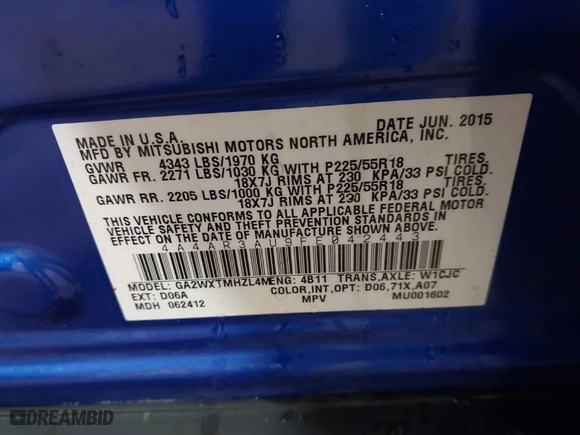 MADE IN U.S.A. DATE JUN. 2015
MFD BY MITSUBISHI MOTORS NORTH AMERICA, INC.
GVWR 4343 LBS/1970 KG
GAWR FR. 2271 LBS/1030 KG WITH P225/55R18 TIRES.
18X7J RIMS AT 230 KPA/33 PSI COLD.
GAWR RR. 2205 LBS/1000 KG WITH P225/55R18 TIRES.
18X7J RIMS AT 230 KPA/33 PSI COLD.
THIS VEHICLE CONFORMS TO ALL APPLICABLE FEDERAL MOTOR
VEHICLE SAFETY AND THEFT PREVENTION STANDARDS IN
EFFECT ON THE DATE OF MANUFACTURE SHOWN ABOVE.
4A4AR3AU9FE042443
MODEL: GA2WXTMHZL4M ENG: 4B11 TRANS,AXLE: W1CJC
EXT: D06A COLOR,INT,OPT: D06,71X,A07
MDH 062412 MPV MU001602
DREAMBID